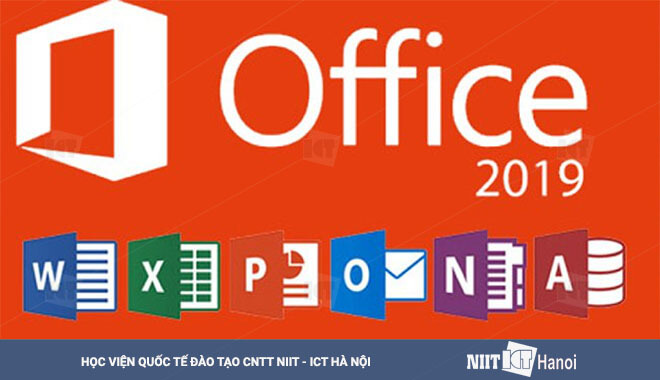 Office
2019
W X P O N A
HỌC VIỆN QUỐC TẾ ĐÀO TẠO CNTT NIIT - ICT HÀ NỘI
NIIT ICT Hanoi